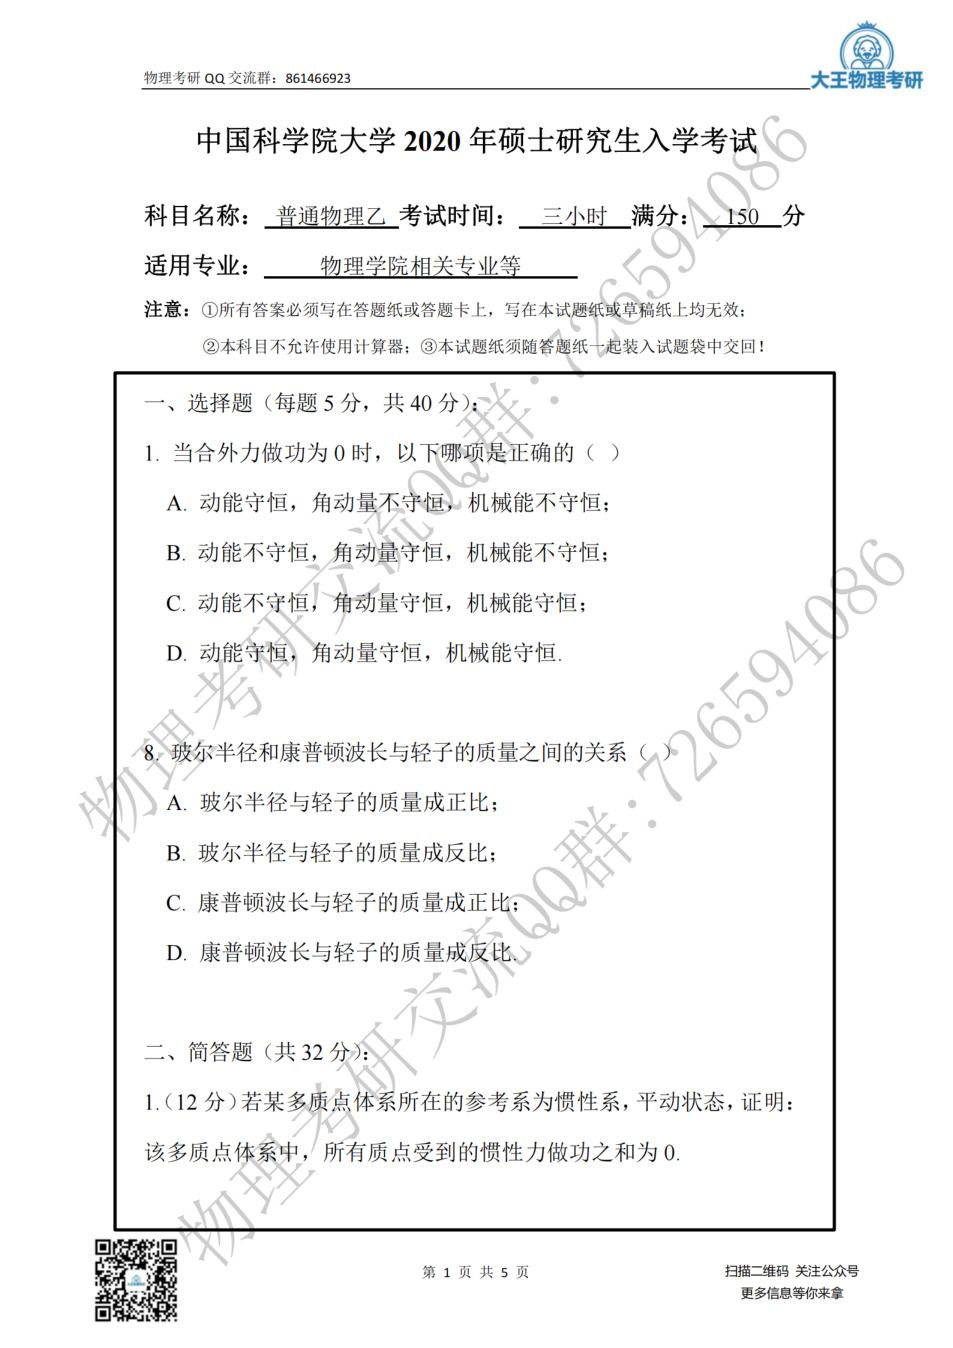 物理考研 QQ 交流群：861466923
大王物理考研
中国科学院大学 2020 年硕士研究生入学考试
科目名称： 普通物理乙 考试时间： 三小时 满分： 150 分
适用专业： 物理学院相关专业等
注意：①所有答案必须写在答题纸或答题卡上，写在本试题纸或草稿纸上均无效；
②本科目不允许使用计算器；③本试题纸须随答题纸一起装入试题袋中交回！
一、选择题（每题 5 分，共 40 分）：
1. 当合外力做功为 0 时，以下哪项是正确的（ ）
A. 动能守恒，角动量不守恒，机械能不守恒；
B. 动能不守恒，角动量守恒，机械能不守恒；
C. 动能不守恒，角动量守恒，机械能守恒；
D. 动能守恒，角动量守恒，机械能守恒.
8. 玻尔半径和康普顿波长与轻子的质量之间的关系（ ）
A. 玻尔半径与轻子的质量成正比；
B. 玻尔半径与轻子的质量成反比；
C. 康普顿波长与轻子的质量成正比；
D. 康普顿波长与轻子的质量成反比.
二、简答题（共 32 分）：
1.（12 分）若某多质点体系所在的参考系为惯性系，平动状态，证明：
该多质点体系中，所有质点受到的惯性力做功之和为 0.
物理考研交流QQ群：726594086
物理考研交流QQ群：726594086
大王物理考研
第 1 页 共 5 页
扫描二维码 关注公众号
更多信息等你来拿